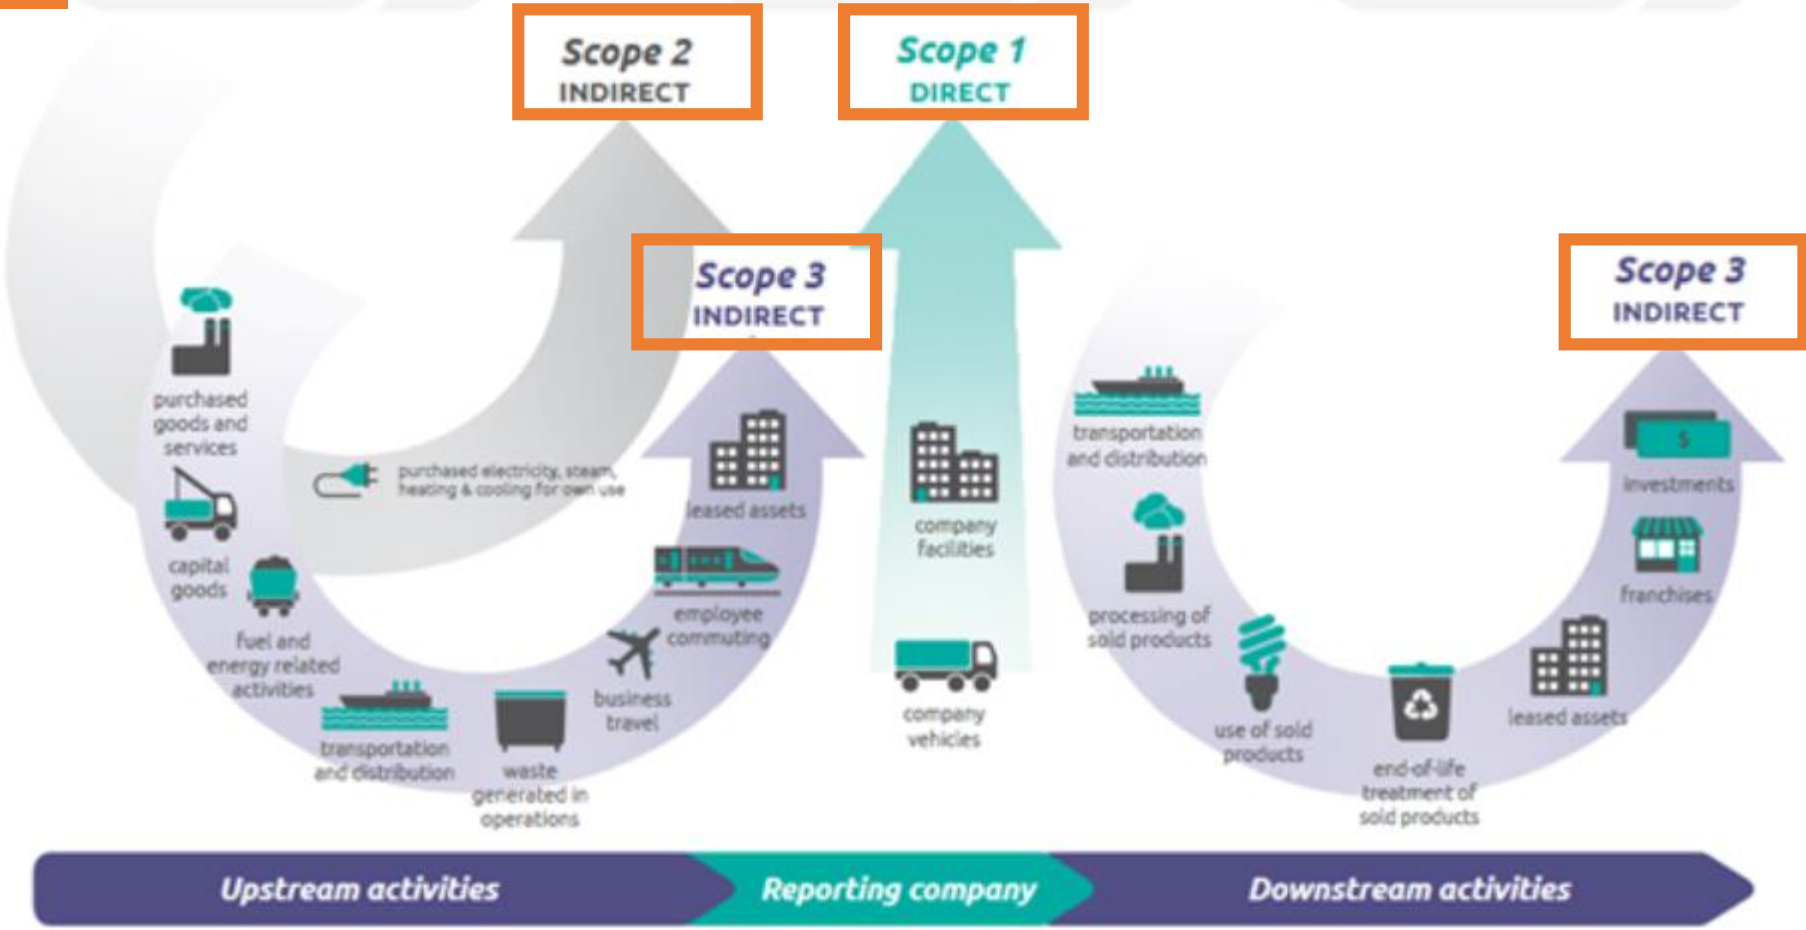 Scope 2
INDIRECT
Scope 1
DIRECT
Scope 3
INDIRECT
Scope 3
INDIRECT
purchased
goods and
services
capital
goods
fuel and
energy related
activities
transportation
and distribution
waste
generated in
operations
business
travel
employee
commuting
leased assets
purchased electricity, steam,
heating & cooling for own use
company
facilities
company
vehicles
transportation
and distribution
processing of
sold products
use of sold
products
end-of-life
treatment of
sold products
leased assets
franchises
investments
$
Upstream activities
Reporting company
Downstream activities